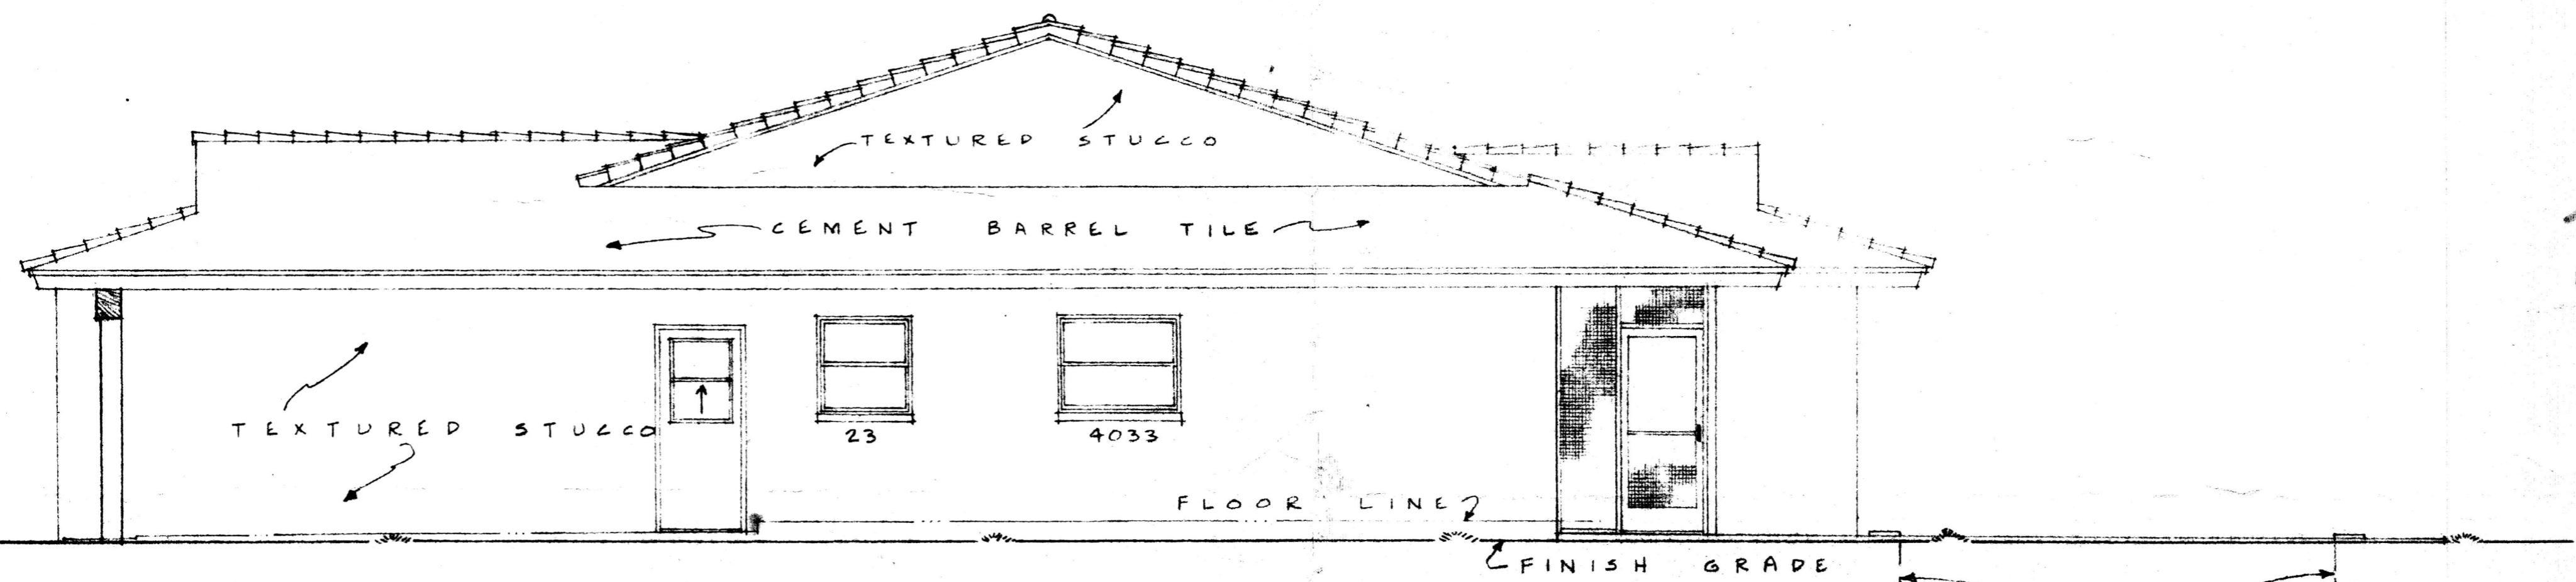 TEXTURED STUCCO
CEMENT BARREL TILE
TEXTURED STUCCO
23
4033
FLOOR LINE
FINISH GRADE